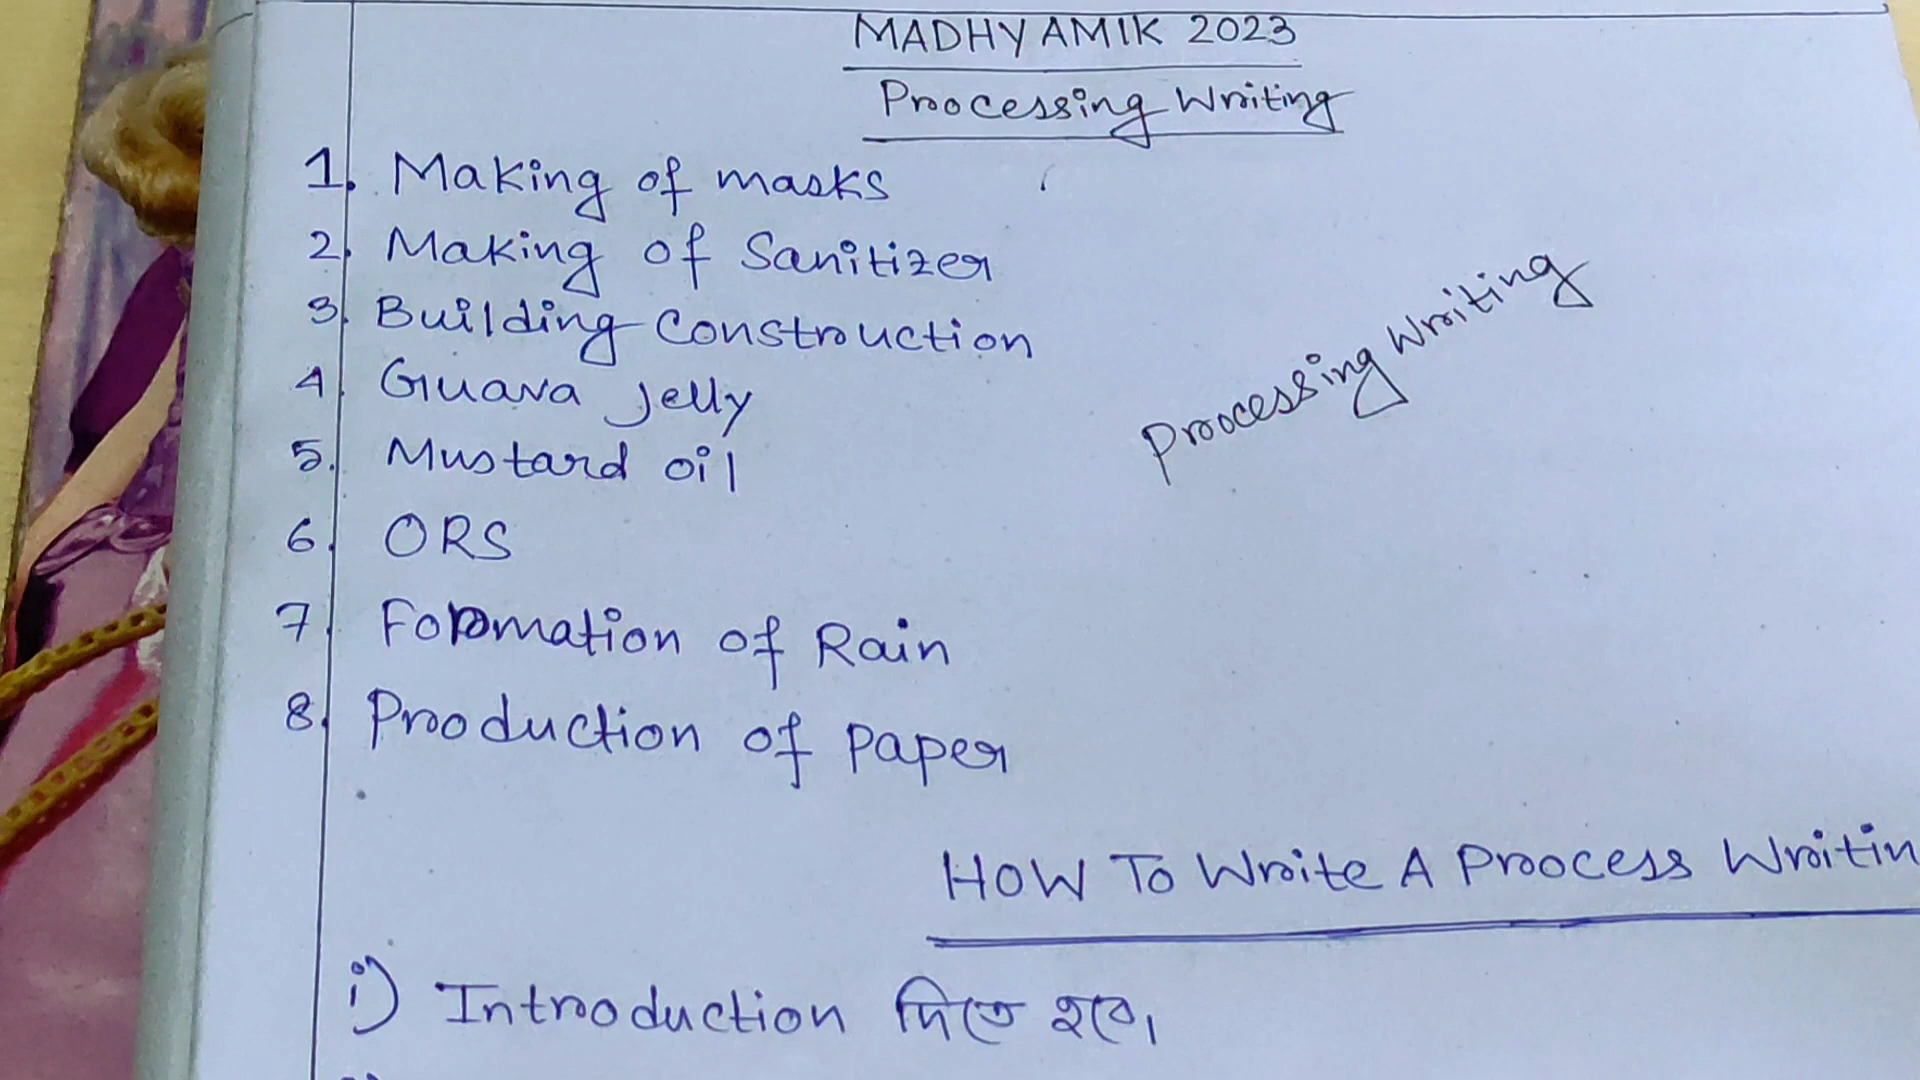 MADHYAMIK 2023
Processing Writing
1. Making of masks
2. Making of Sanitizer
3. Building Construction
4. Guava Jelly
5. Mustard oil
6. ORS
7. Formation of Rain
8. Production of paper
Processing Writing
HOW To Write A Process Writin
i) Introduction দিতে হবে।